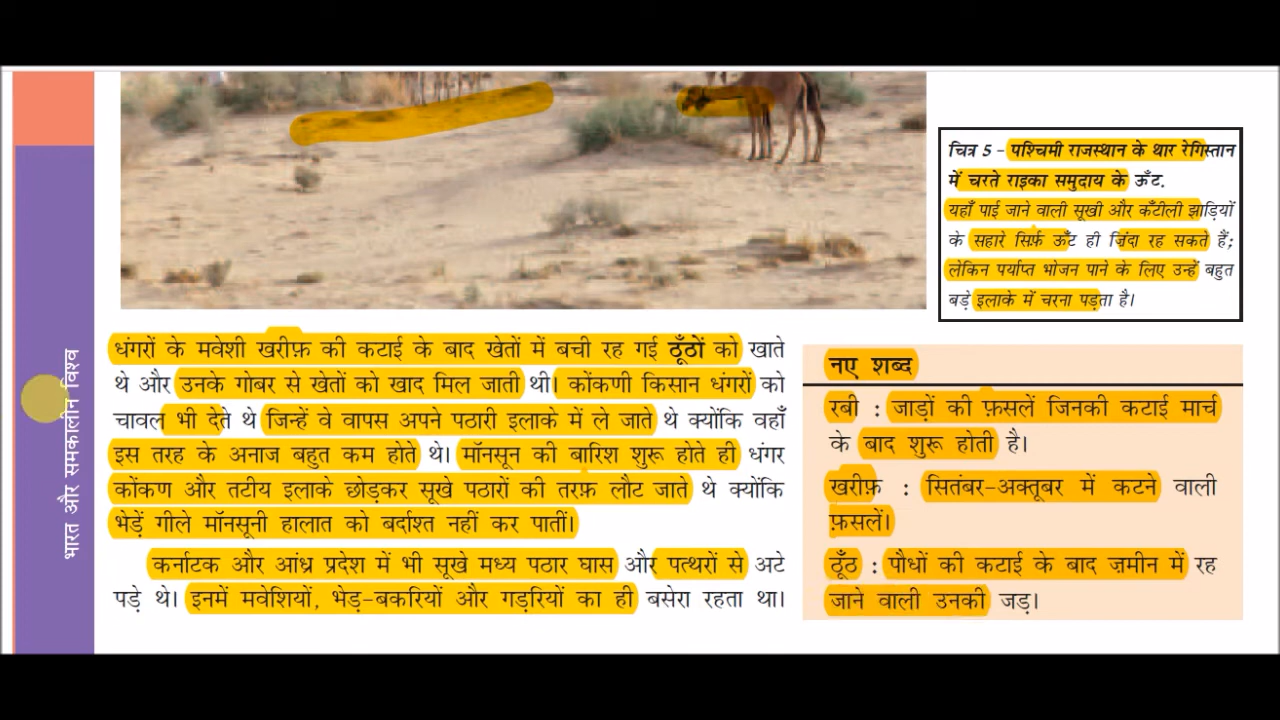 चित्र 5 – पश्चिमी राजस्थान के थार रेगिस्तान
में चरते राइका समुदाय के ऊँट.
यहाँ पाई जाने वाली सूखी और कँटीली झाड़ियों
के सहारे सिर्फ़ ऊँट ही ज़िंदा रह सकते हैं;
लेकिन पर्याप्त भोजन पाने के लिए उन्हें बहुत
बड़े इलाके में चरना पड़ता है।
धंगरों के मवेशी खरीफ़ की कटाई के बाद खेतों में बची रह गई ठूँठों को खाते
थे और उनके गोबर से खेतों को खाद मिल जाती थी। कोंकणी किसान धंगरों को
चावल भी देते थे जिन्हें वे वापस अपने पठारी इलाके में ले जाते थे क्योंकि वहाँ
इस तरह के अनाज बहुत कम होते थे। मॉनसून की बारिश शुरू होते ही धंगर
कोंकण और तटीय इलाके छोड़कर सूखे पठारों की तरफ़ लौट जाते थे क्योंकि
भेड़ें गीले मॉनसूनी हालात को बर्दाश्त नहीं कर पातीं।
कर्नाटक और आंध्र प्रदेश में भी सूखे मध्य पठार घास और पत्थरों से अटे
पड़े थे। इनमें मवेशियों, भेड़-बकरियों और गड़रियों का ही बसेरा रहता था।
नए शब्द
रबी : जाड़ों की फ़सलें जिनकी कटाई मार्च
के बाद शुरू होती है।
खरीफ़ : सितंबर-अक्तूबर में कटने वाली
फ़सलें।
ठूँठ : पौधों की कटाई के बाद ज़मीन में रह
जाने वाली उनकी जड़।
भारत और समकालीन विश्व